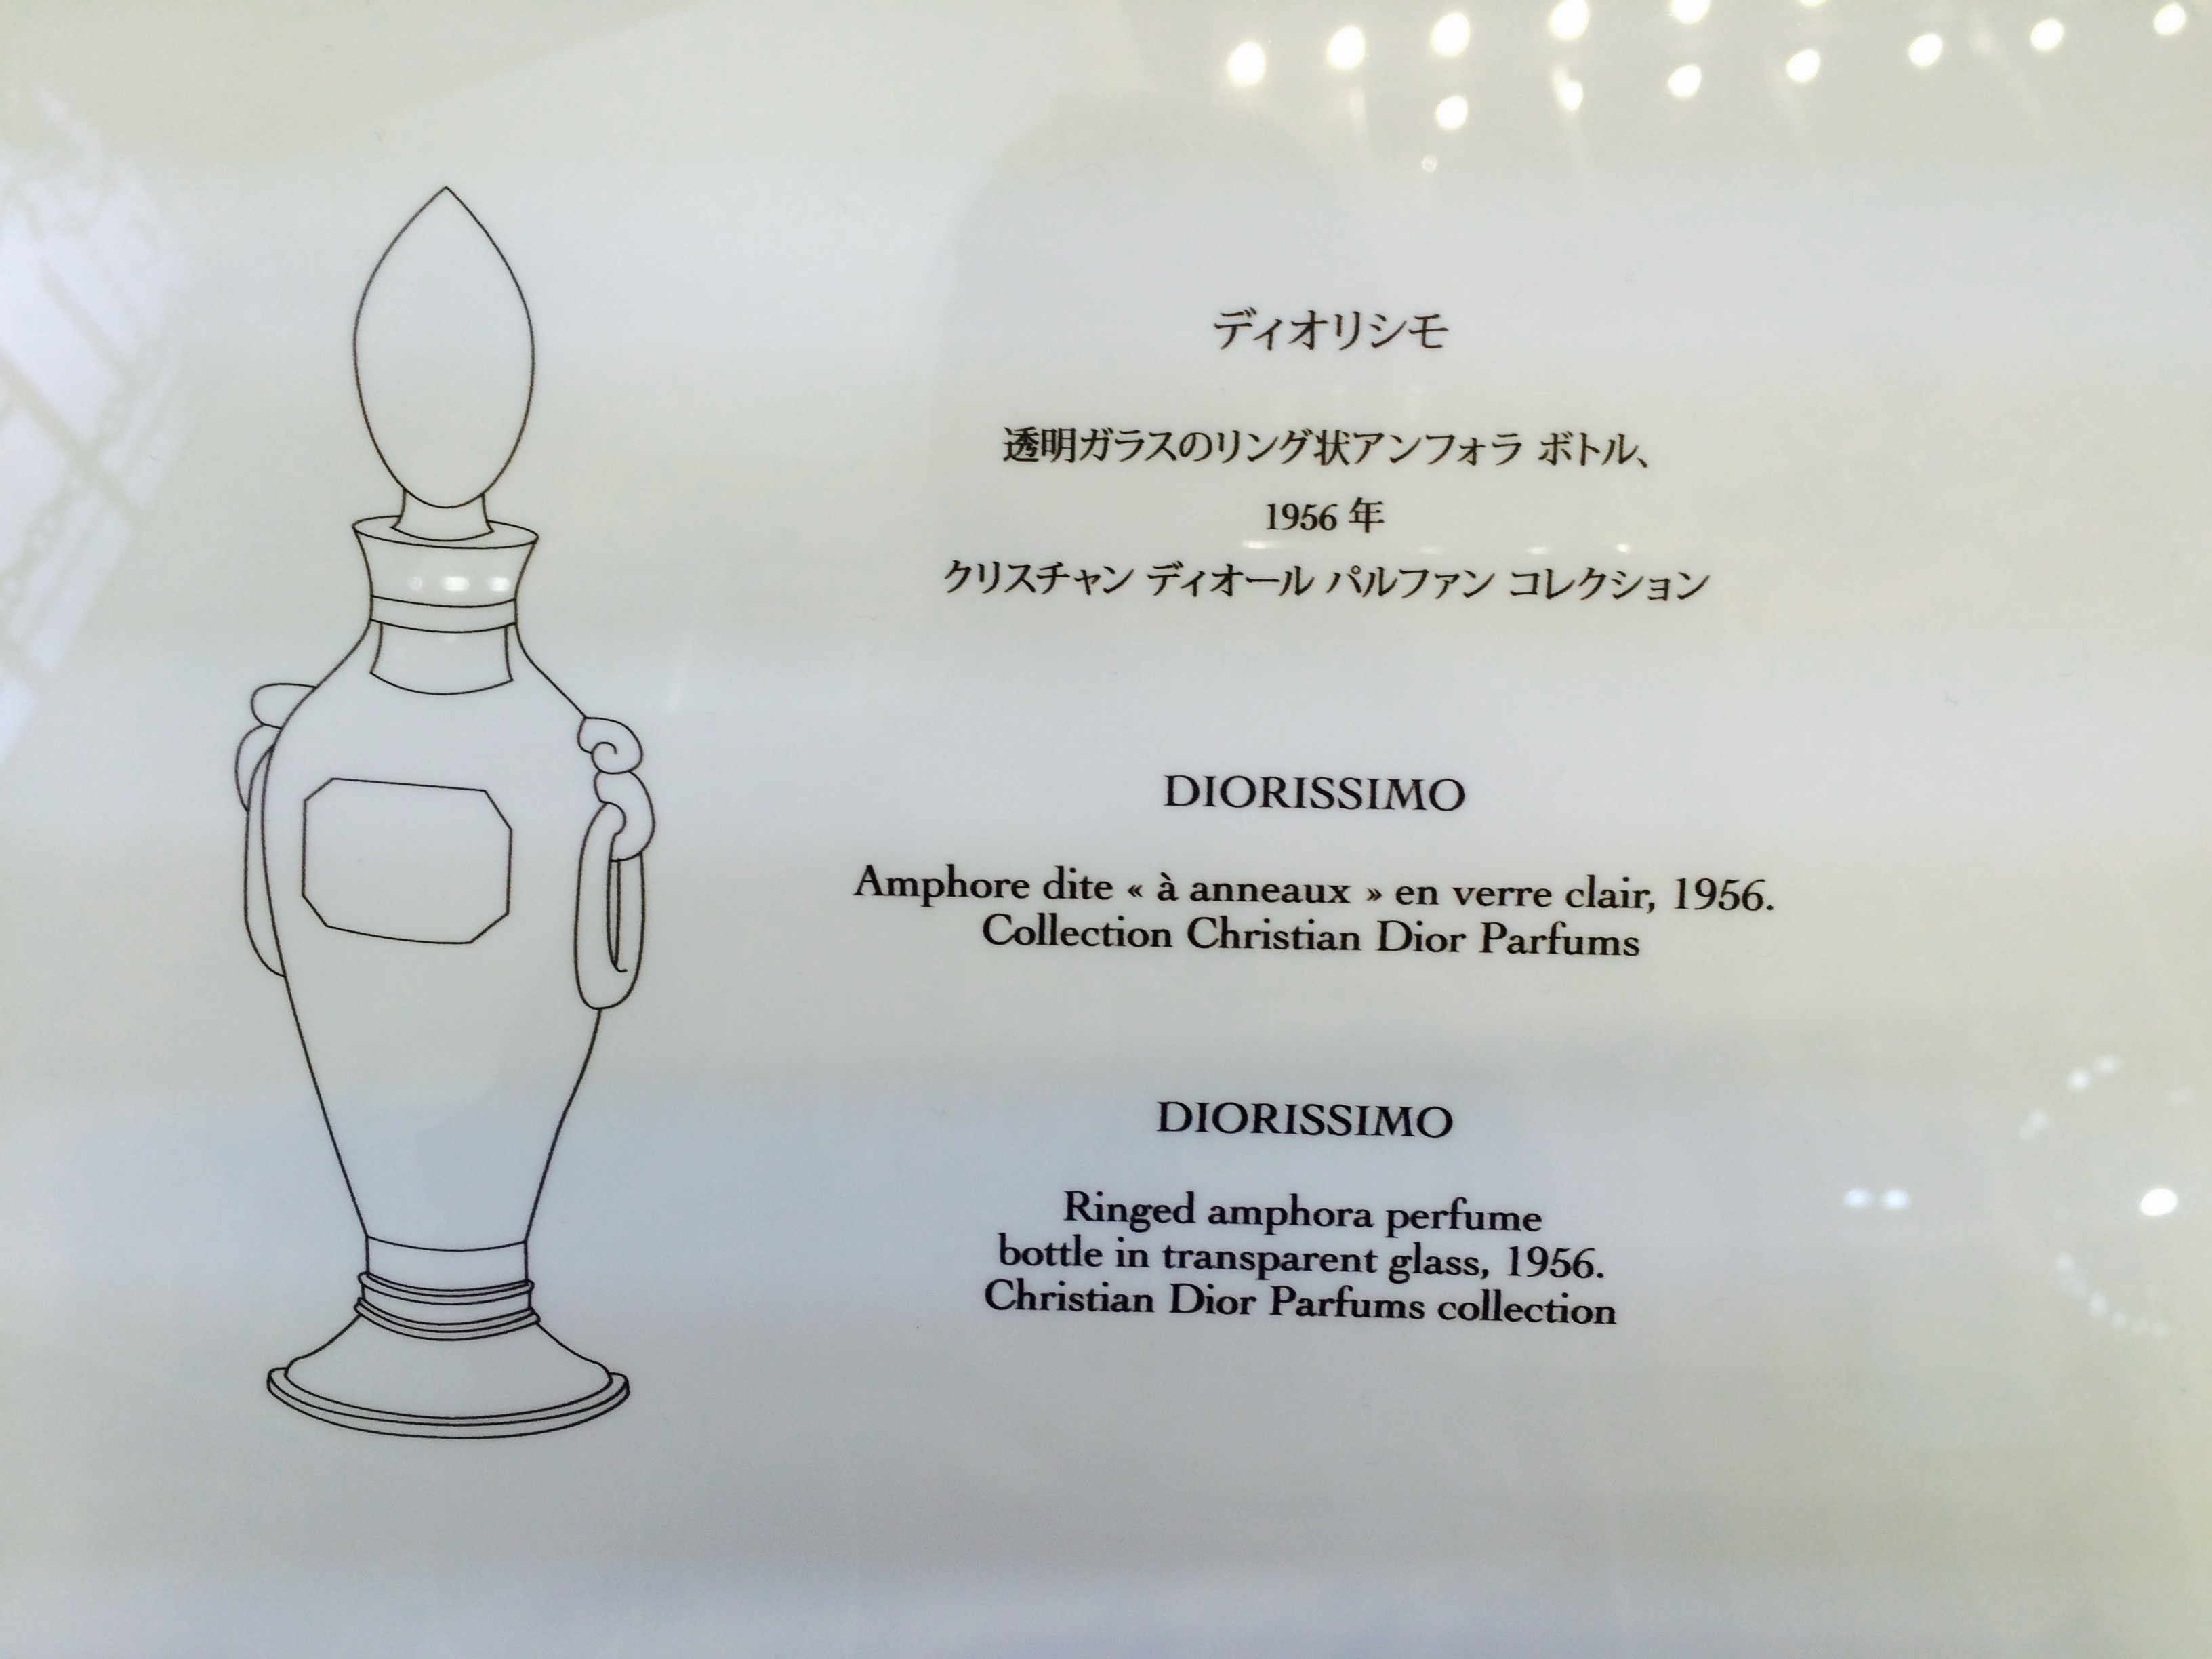 ディオリシモ
透明ガラスのリング状アンフォラ ボトル、
1956 年
クリスチャン ディオール パルファン コレクション
DIORISSIMO
Amphore dite « à anneaux » en verre clair, 1956.
Collection Christian Dior Parfums
DIORISSIMO
Ringed amphora perfume
bottle in transparent glass, 1956.
Christian Dior Parfums collection